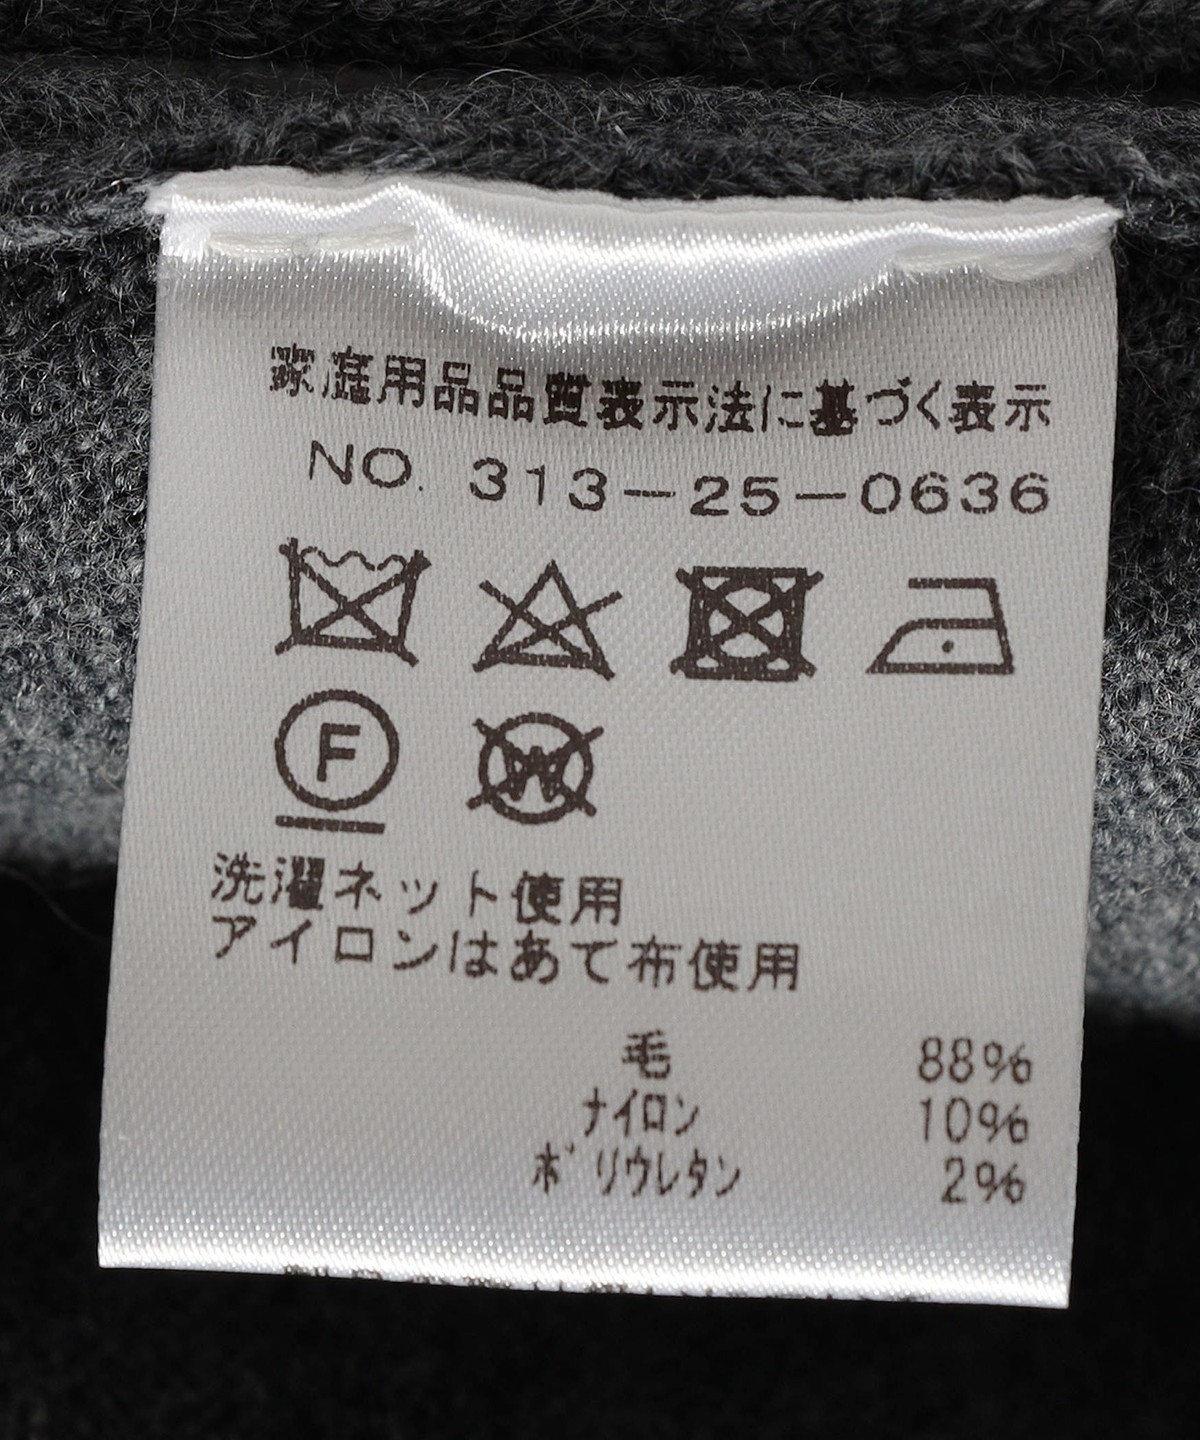 家庭用品品質表示法に基づく表示
NO. 313-25-0636
F
W
洗濯ネット使用
アイロンはあて布使用
毛 88%
ナイロン 10%
ポリウレタン 2%